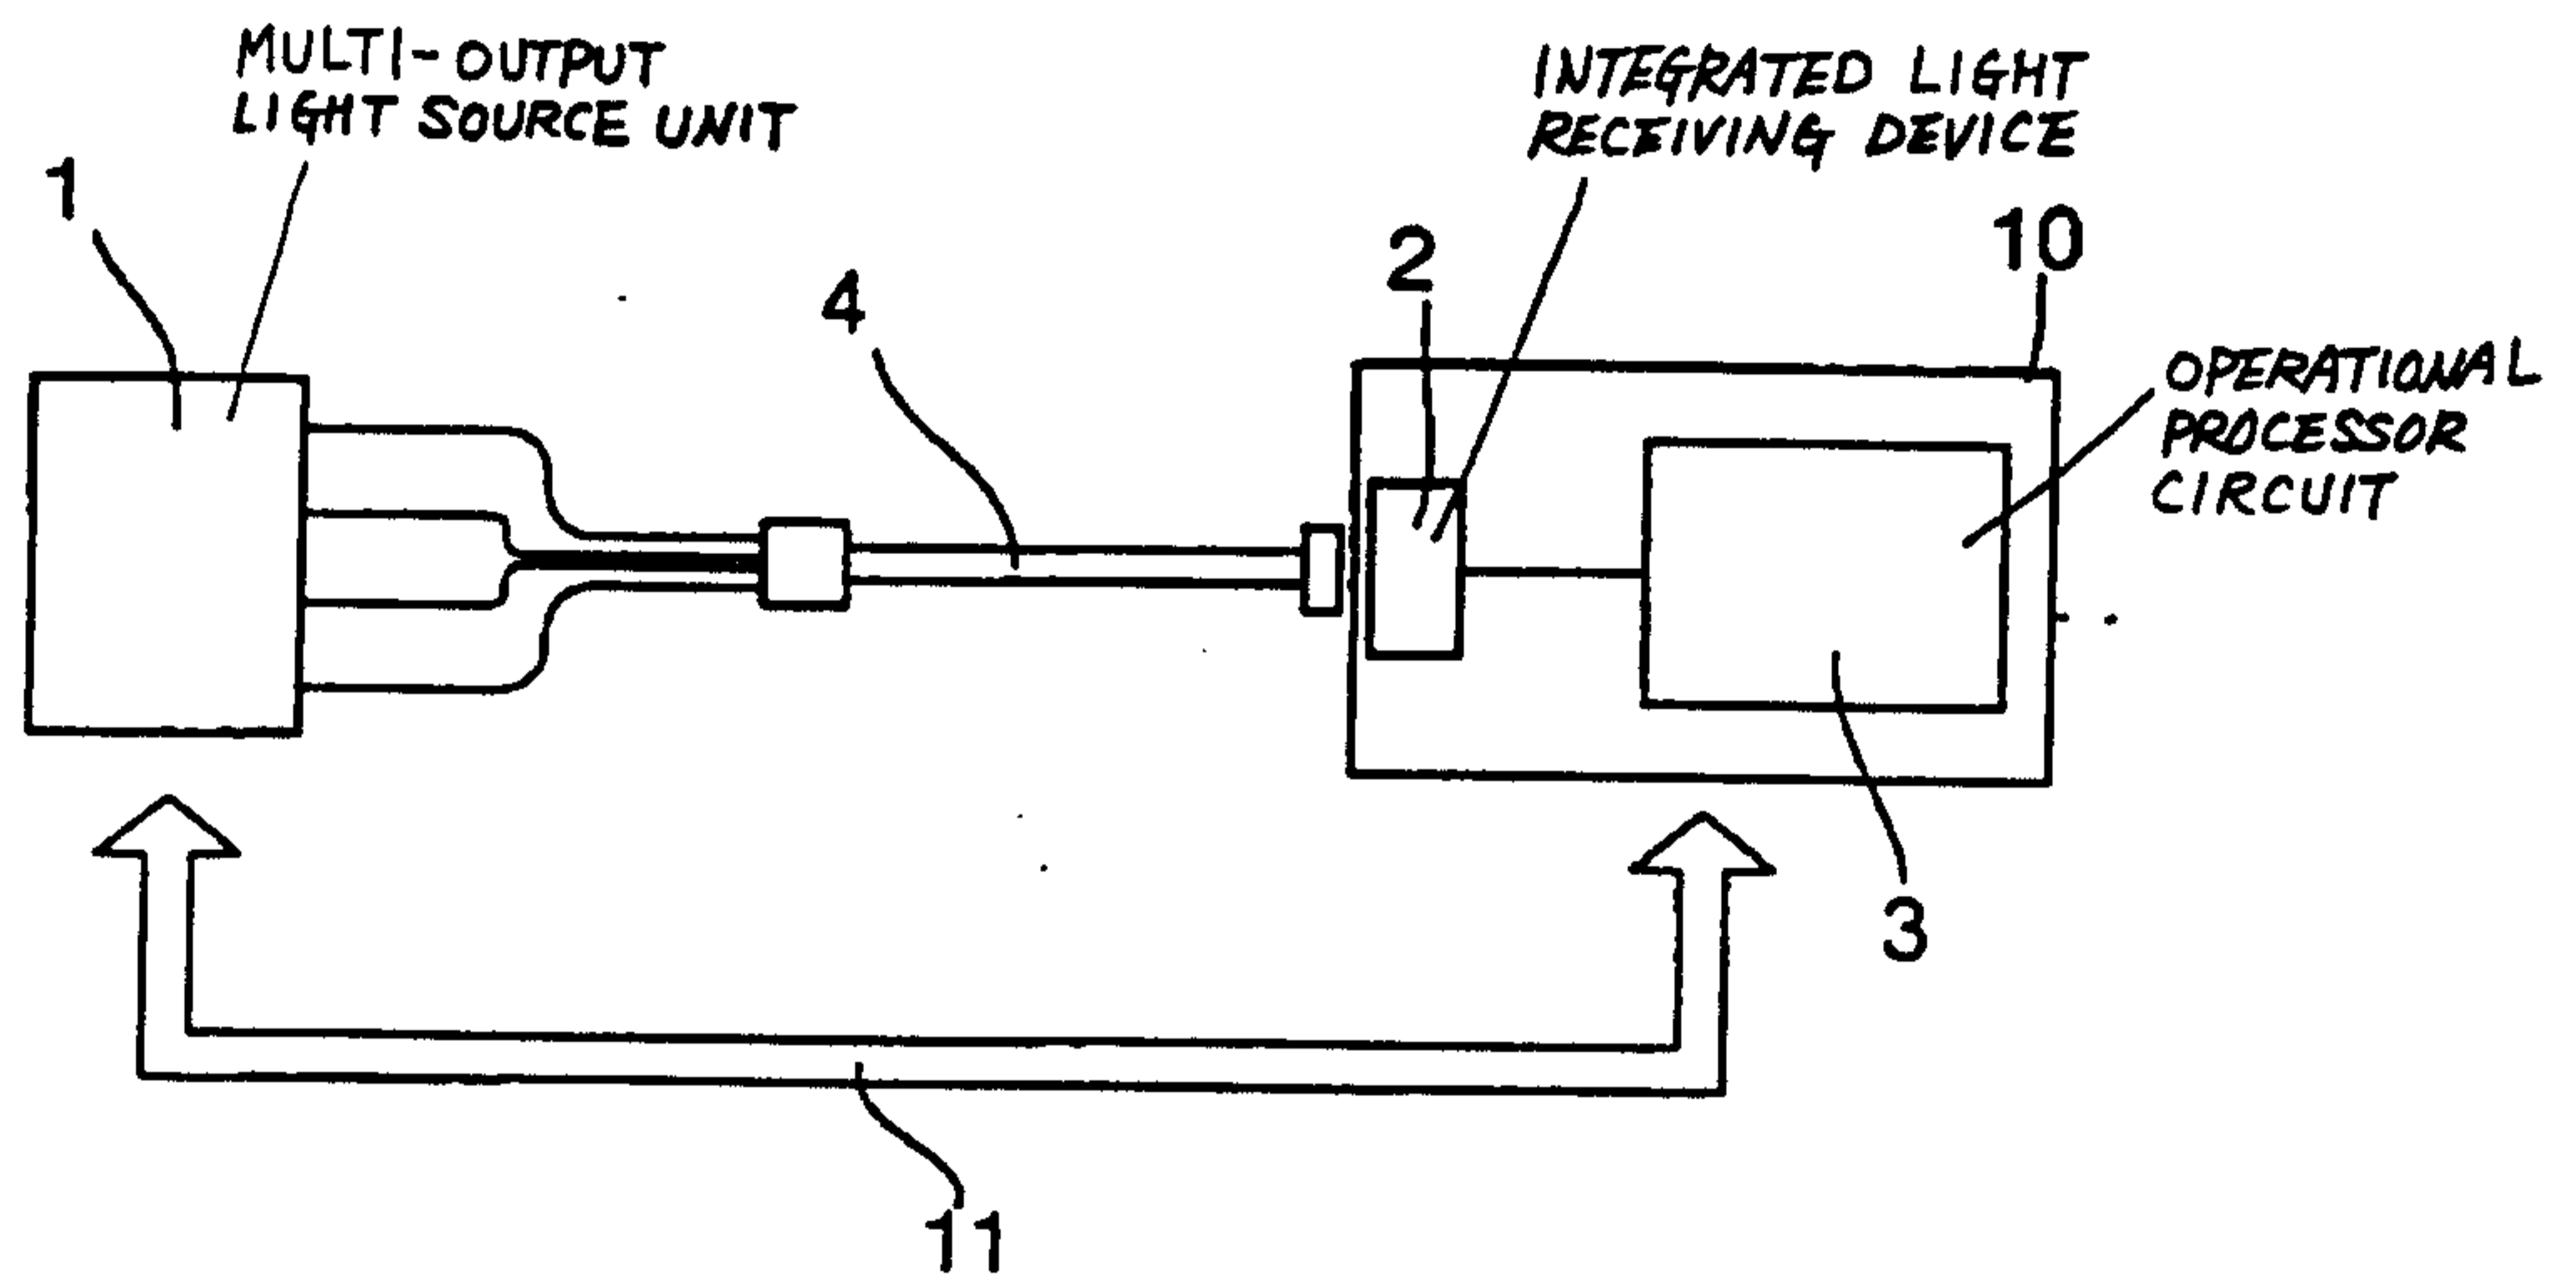 MULTI-OUTPUT
LIGHT SOURCE UNIT
1
4
INTEGRATED LIGHT
RECEIVING DEVICE
2
10
OPERATIONAL
PROCESSOR
CIRCUIT
3
11